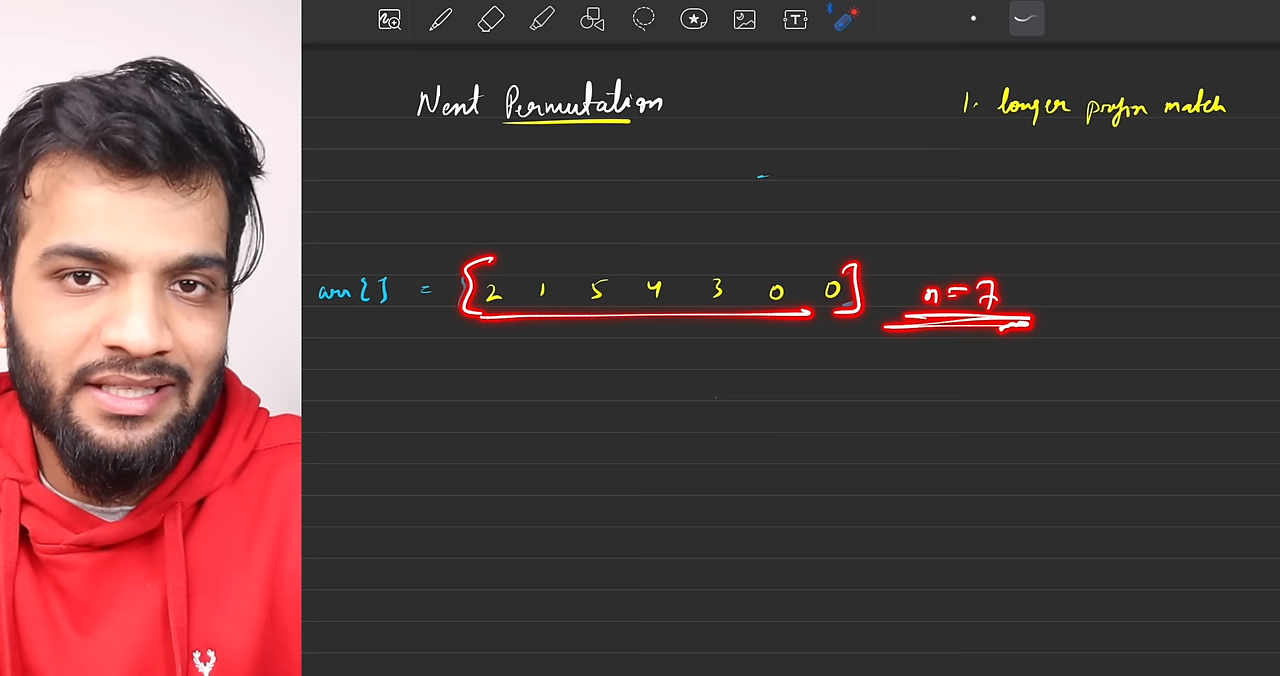 Next Permutation
1. longer prefix match
arr[] = { 2 1 5 4 3 0 0 } n = 7